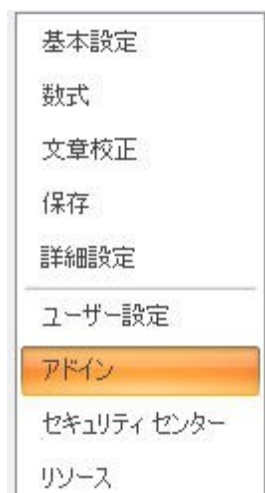 基本設定
数式
文章校正
保存
詳細設定
ユーザー設定
アドイン
セキュリティ センター
リソース